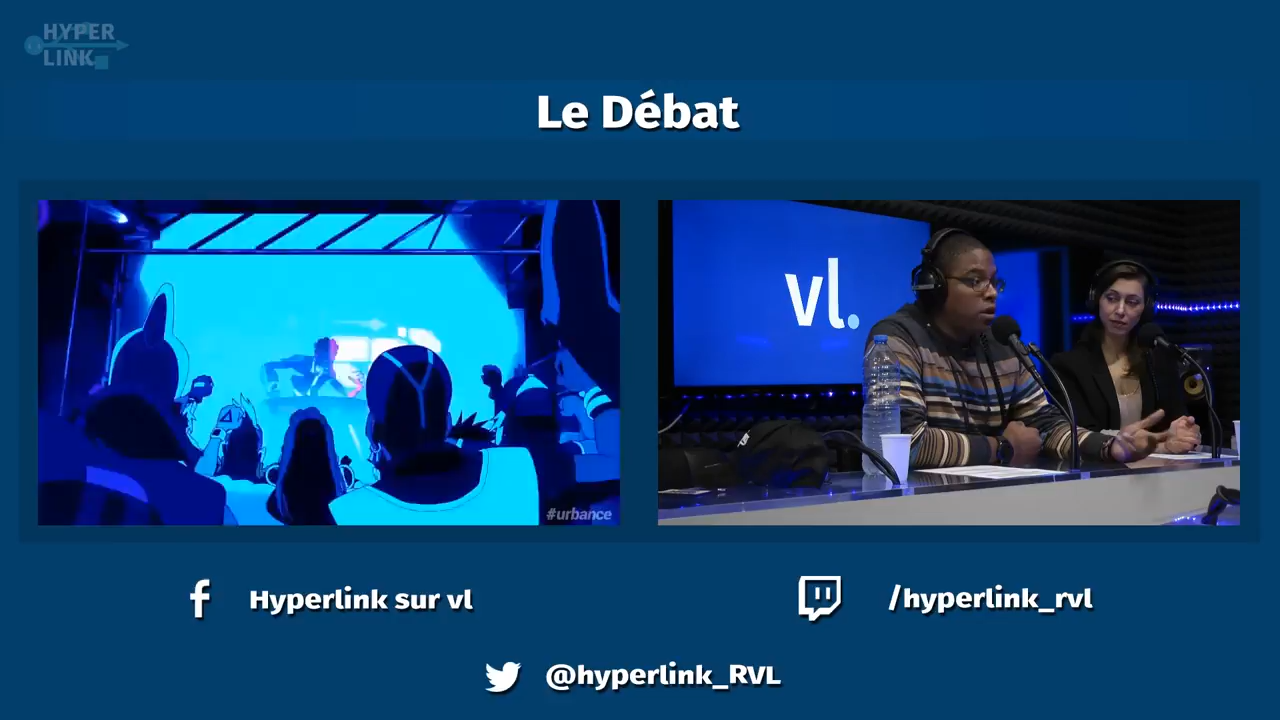 HYPER
LINK
Le Débat
vl.
#urbance
Hyperlink sur vl
/hyperlink_rvl
@hyperlink_RVL